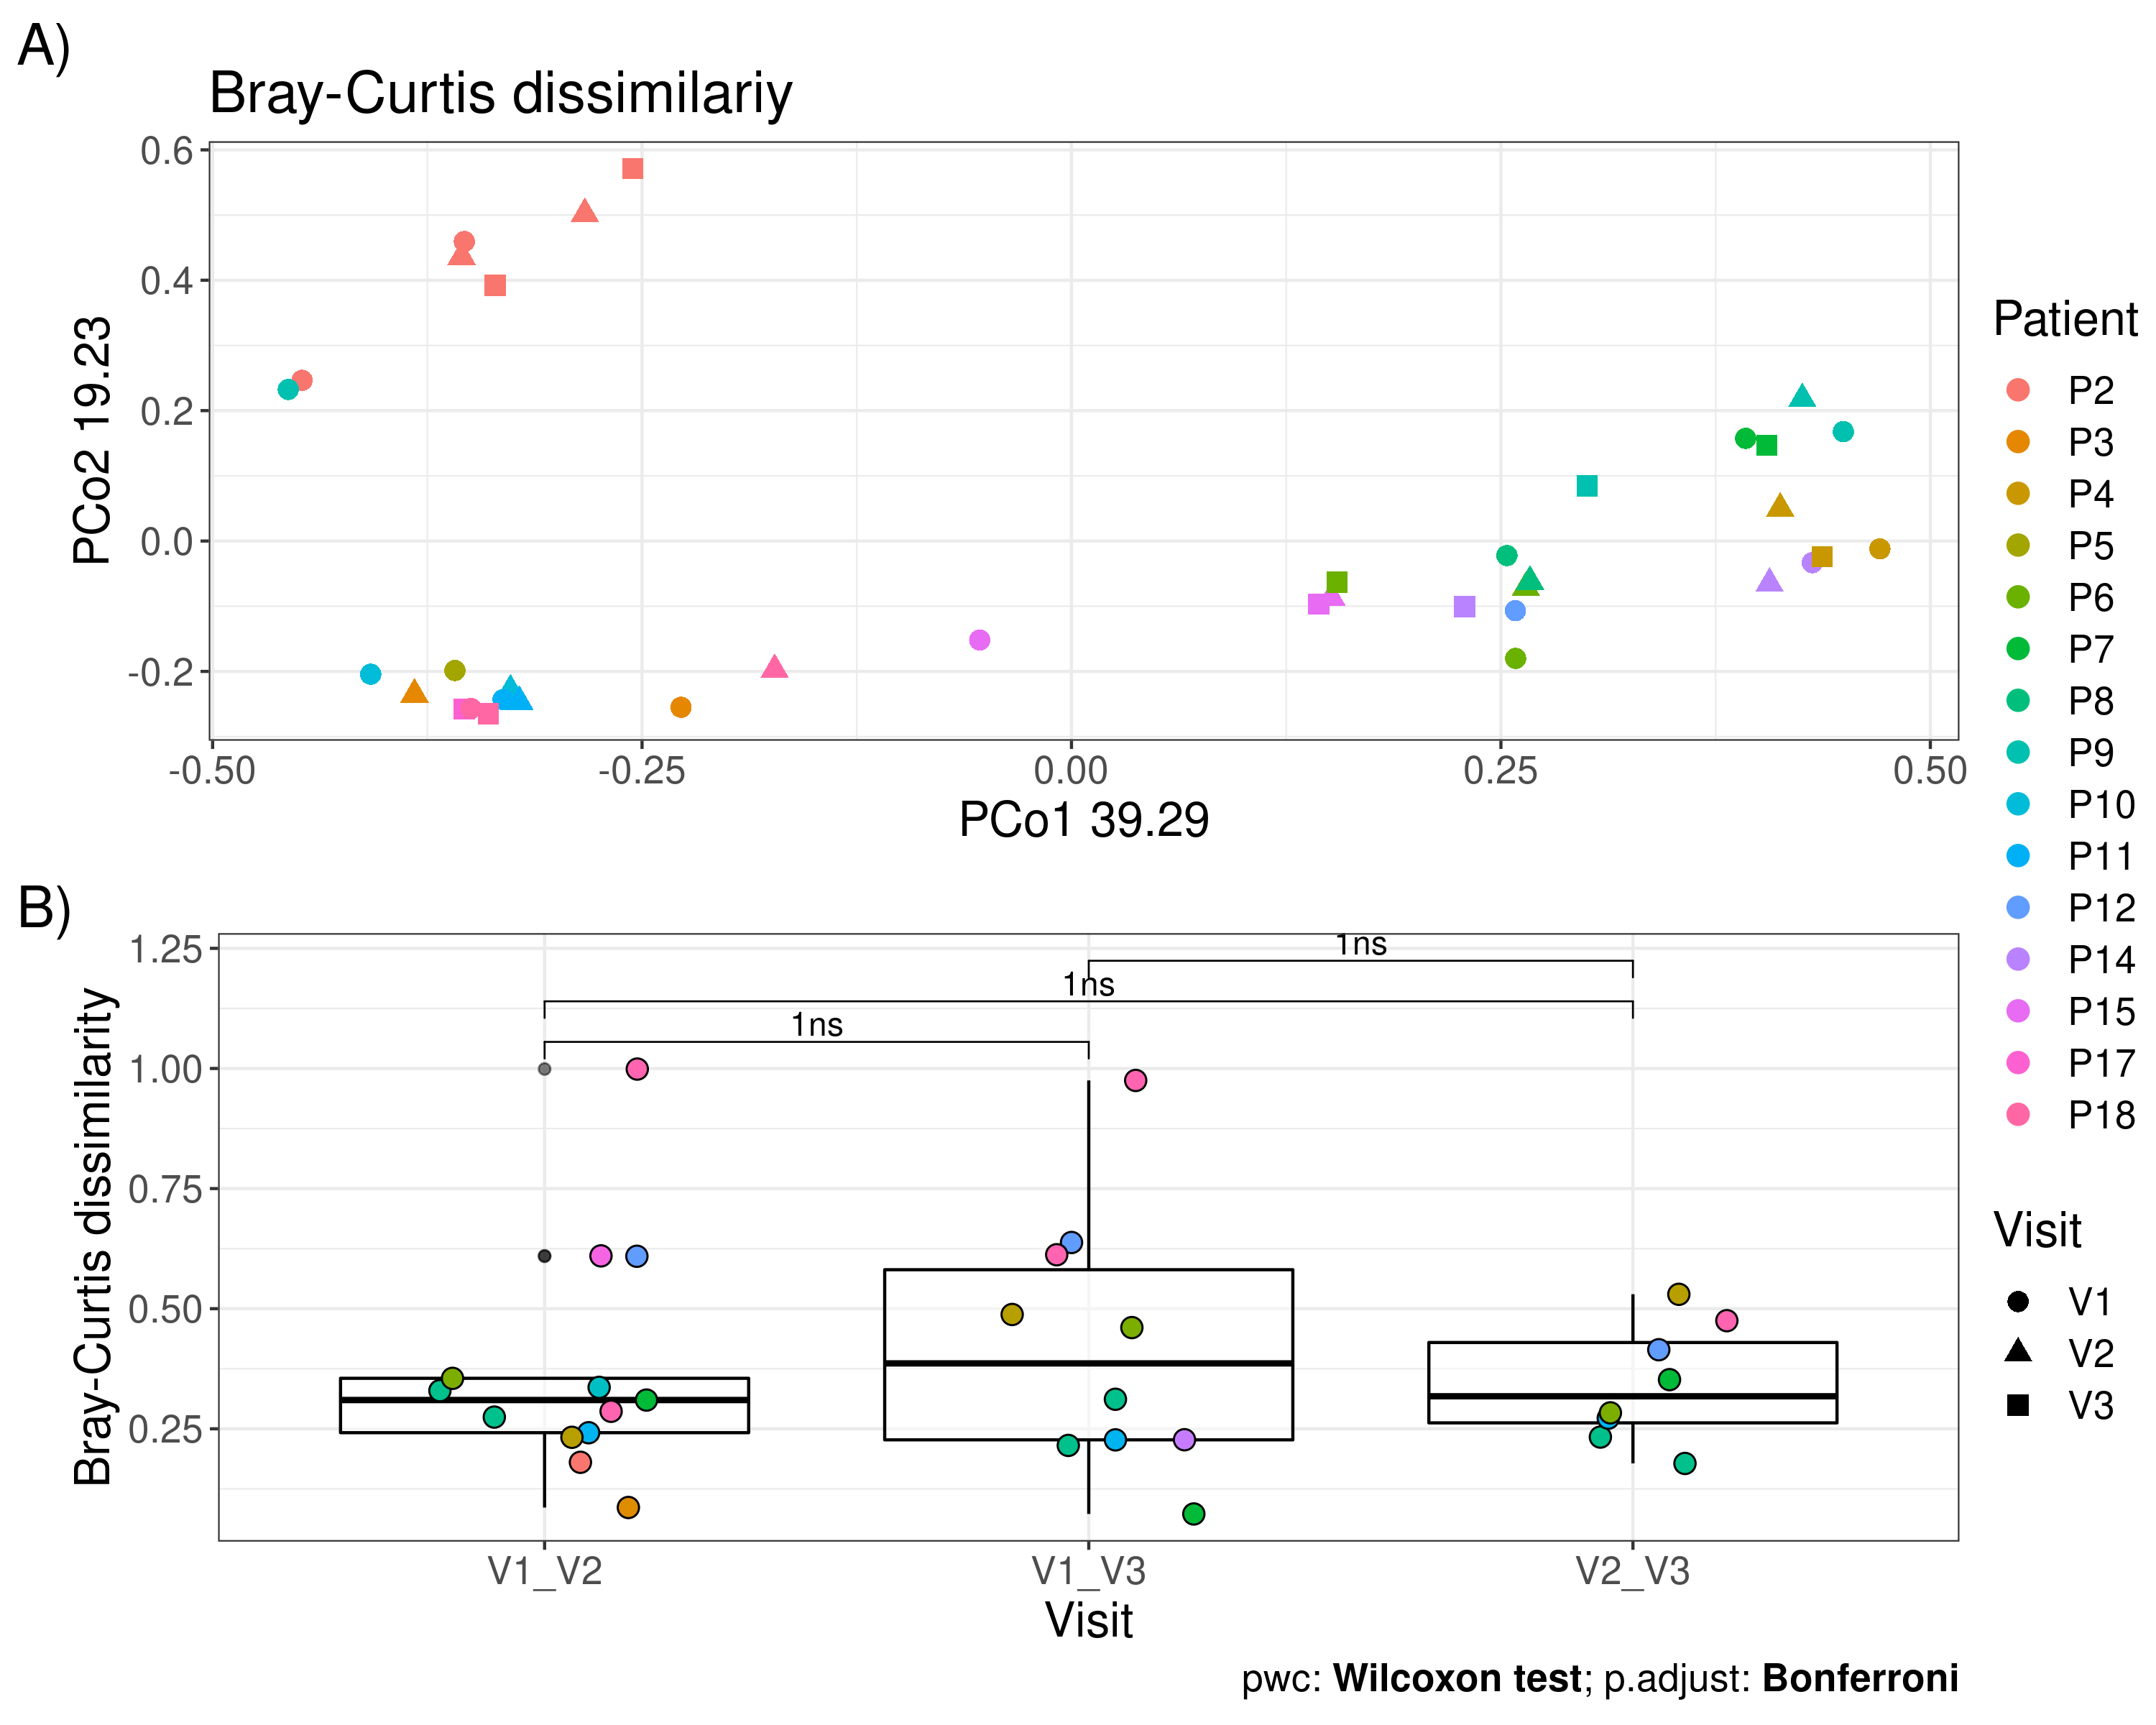 A)
Bray-Curtis dissimilariy
0.6
0.4
0.2
0.0
-0.2
PCo2 19.23
-0.50 -0.25 0.00 0.25 0.50
PCo1 39.29
Patient
P2
P3
P4
P5
P6
P7
P8
P9
P10
P11
P12
P14
P15
P17
P18
Visit
V1
V2
V3
B)
1.25
1.00
0.75
0.50
0.25
Bray-Curtis dissimilarity
1ns
1ns
1ns
V1_V2 V1_V3 V2_V3
Visit
pwc: Wilcoxon test; p.adjust: Bonferroni